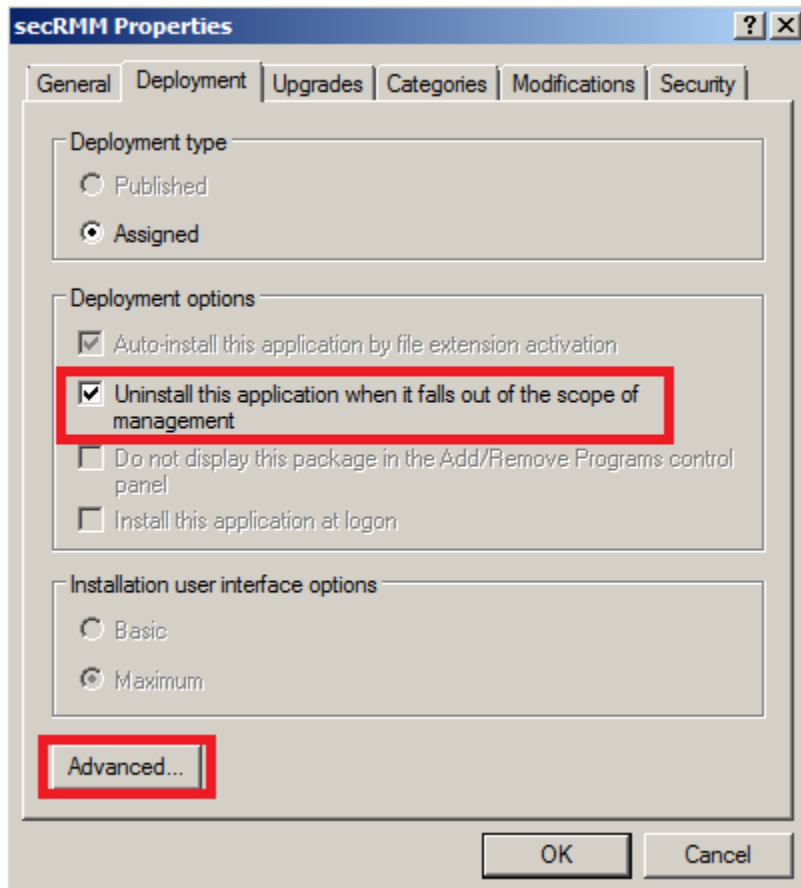 secRMM Properties
General Deployment Upgrades Categories Modifications Security
Deployment type
Published
Assigned
Deployment options
Auto-install this application by file extension activation
Uninstall this application when it falls out of the scope of
management
Do not display this package in the Add/Remove Programs control
panel
Install this application at logon
Installation user interface options
Basic
Maximum
Advanced...
OK Cancel